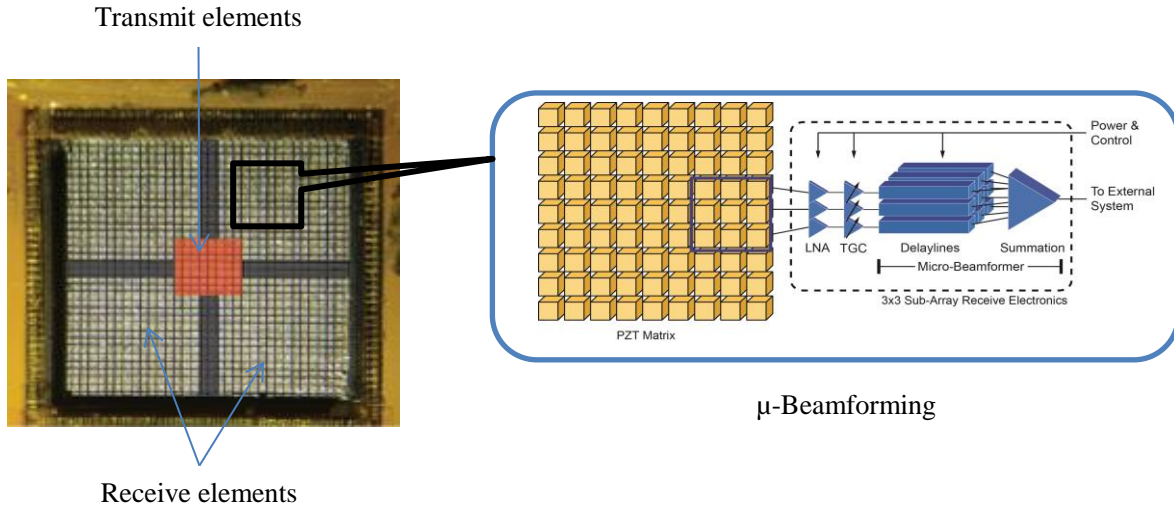 Transmit elements
Receive elements
Power &
Control
To External
System
LNA
TGC
Delaylines
Summation
Micro-Beamformer
3x3 Sub-Array Receive Electronics
PZT Matrix
μ-Beamforming